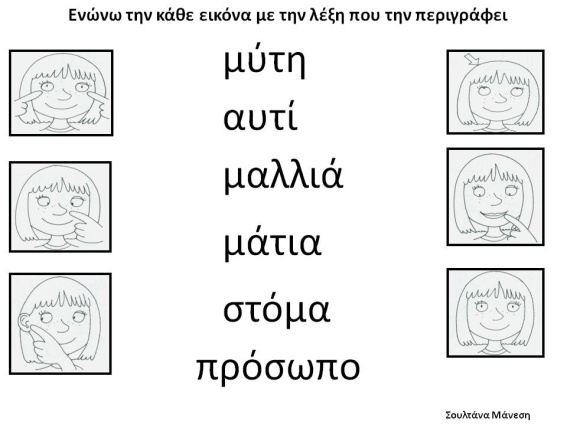 Ενώνω την κάθε εικόνα με την λέξη που την περιγράφει
μύτη
αυτί
μαλλιά
μάτια
στόμα
πρόσωπο
Σουλτάνα Μάνεση